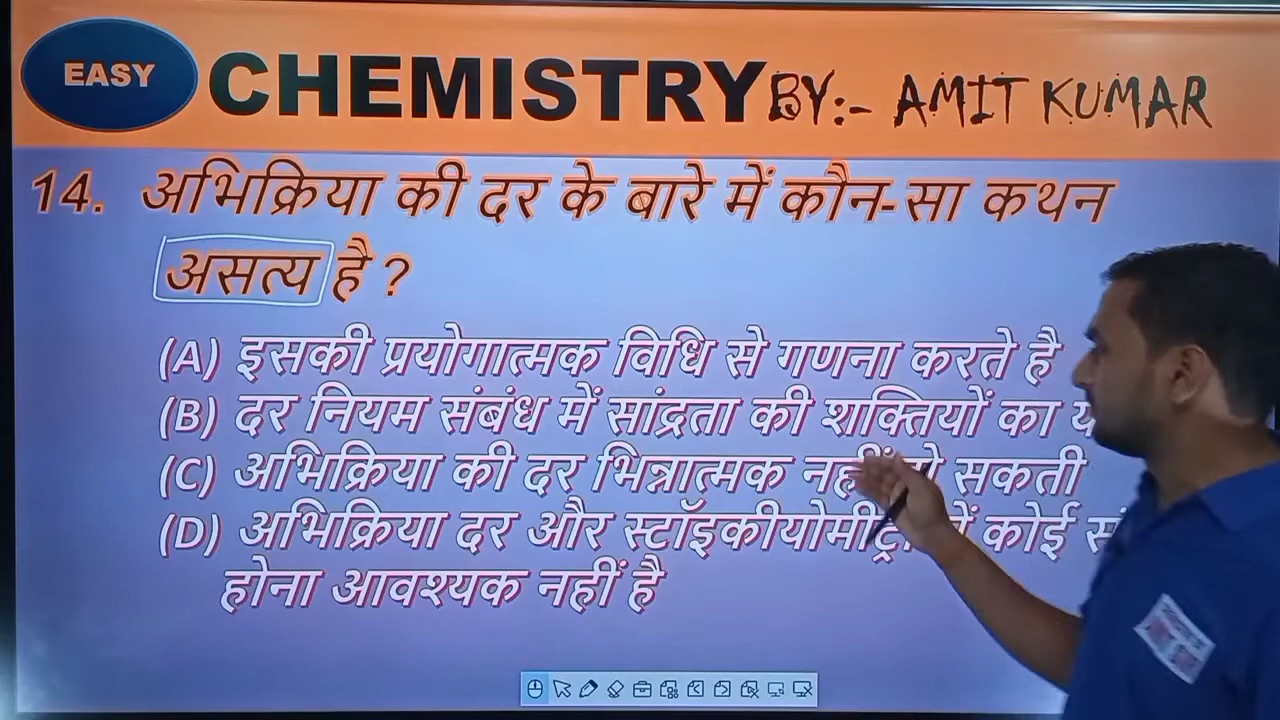 EASY CHEMISTRY BY:- AMIT KUMAR
14. अभिक्रिया की दर के बारे में कौन-सा कथन
असत्य है ?
(A) इसकी प्रयोगात्मक विधि से गणना करते है
(B) दर नियम संबंध में सांद्रता की शक्तियों का
(C) अभिक्रिया की दर भिन्नात्मक नहीं सकती
(D) अभिक्रिया दर और कोई
होना आवश्यक नहीं है